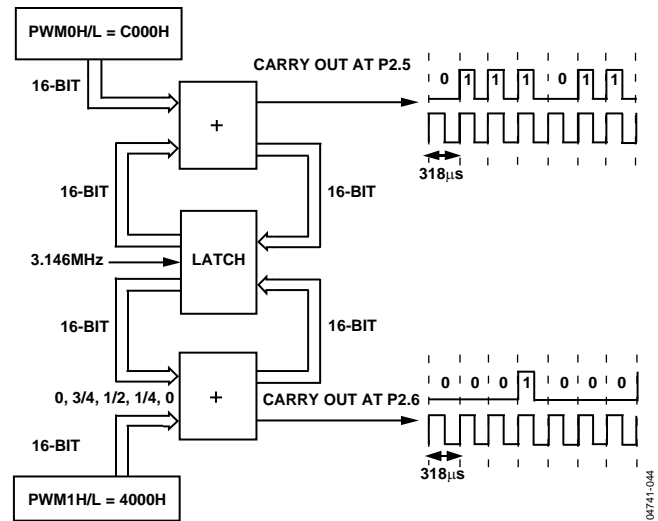 PWM0H/L = C000H
16-BIT
CARRY OUT AT P2.5
0 1 1 1 0 1 1
+
318μs
16-BIT
16-BIT
3.146MHz
LATCH
16-BIT
16-BIT
0, 3/4, 1/2, 1/4, 0
+
CARRY OUT AT P2.6
0 0 0 1 0 0 0
318μs
16-BIT
PWM1H/L = 4000H
04741-044